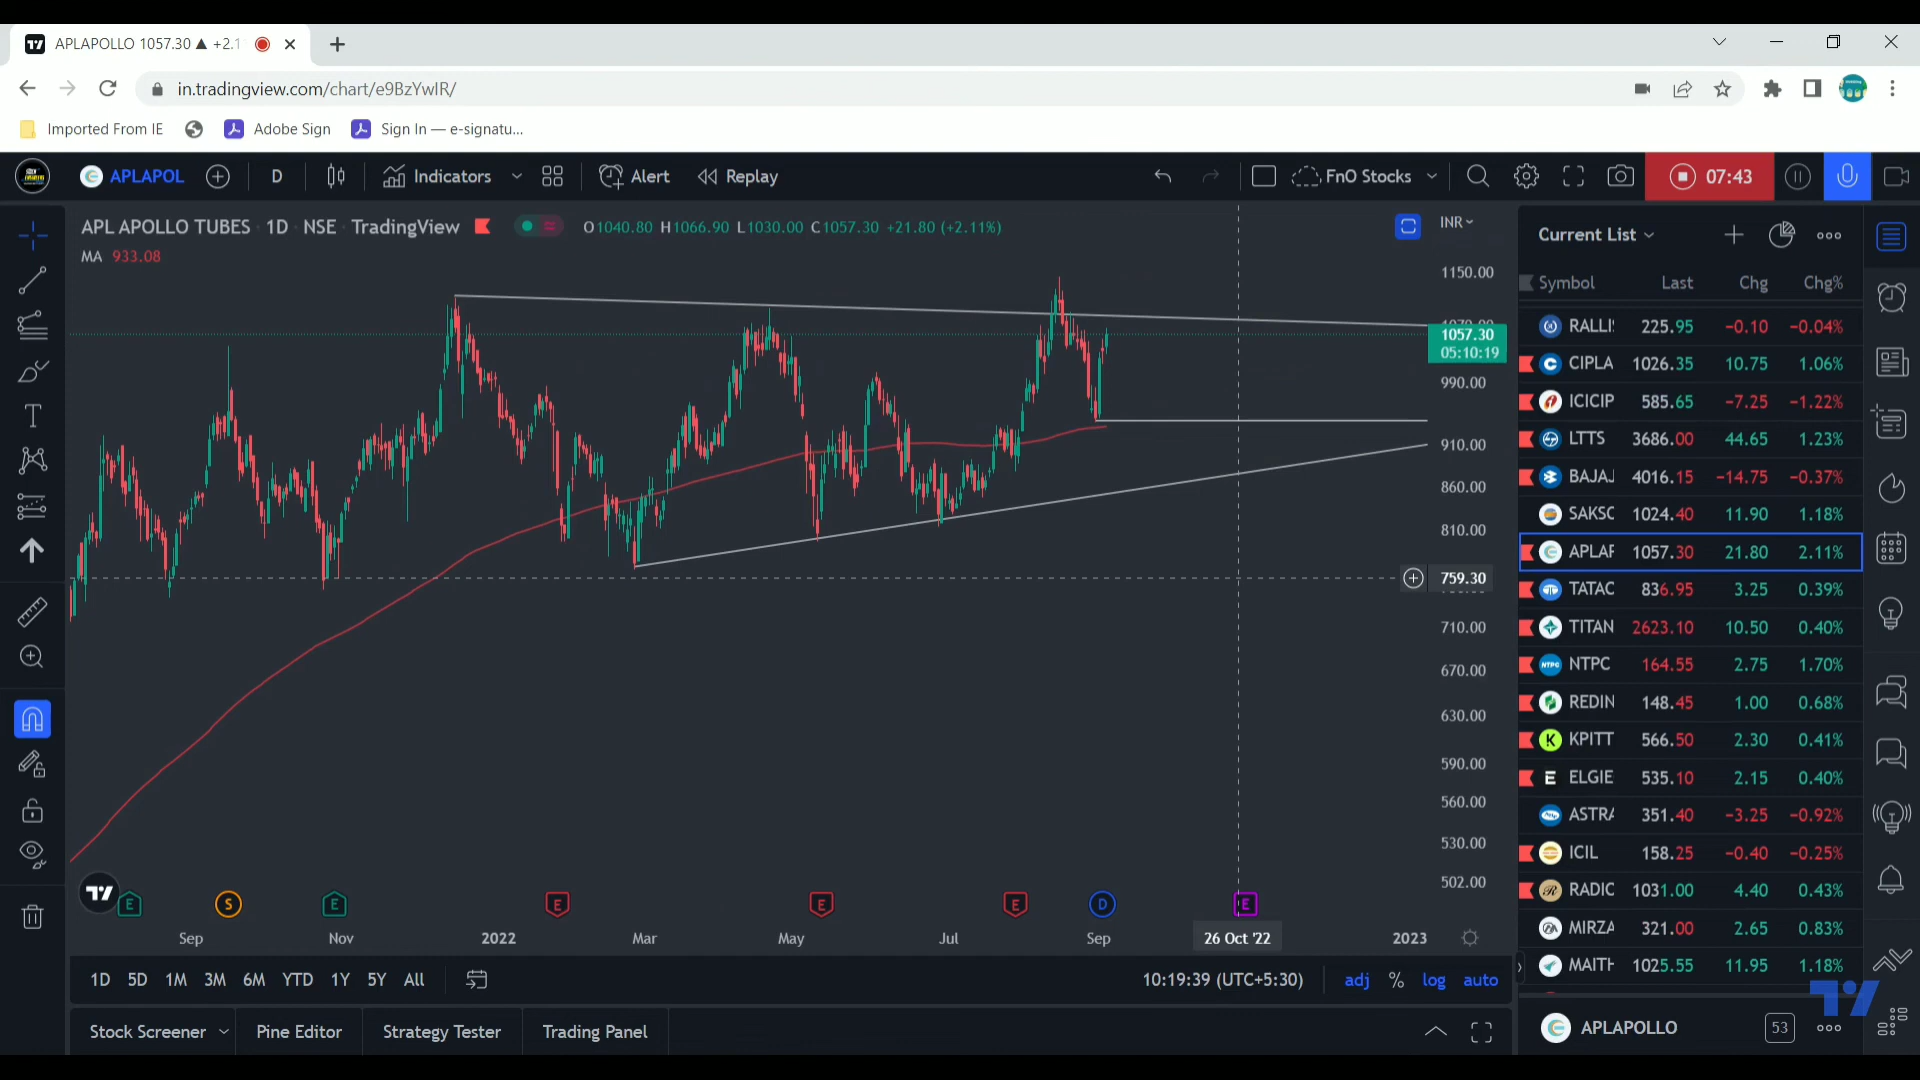 APLAPOLLO 1057.30 ▲ +2.1
in.tradingview.com/chart/e9BzYwIR/
Imported From IE Adobe Sign Sign In — e-signatu...
APLAPOL D Indicators Alert Replay FnO Stocks 07:43
APL APOLLO TUBES · 1D · NSE TradingView O1040.80 H1066.90 L1030.00 C1057.30 +21.80 (+2.11%) INR
MA 933.08
1150.00
1057.30
05:10:19
990.00
910.00
860.00
810.00
759.30
710.00
670.00
630.00
590.00
560.00
530.00
502.00
E S E E E E D E
Sep Nov 2022 Mar May Jul Sep 26 Oct '22 2023
1D 5D 1M 3M 6M YTD 1Y 5Y All 10:19:39 (UTC+5:30) adj % log auto
Stock Screener Pine Editor Strategy Tester Trading Panel
Current List
Symbol Last Chg Chg%
RALLI 225.95 −0.10 −0.04%
CIPLA 1026.35 10.75 1.06%
ICICIP 585.65 −7.25 −1.22%
LTTS 3686.00 44.65 1.23%
BAJAJ 4016.15 −14.75 −0.37%
SAKSO 1024.40 11.90 1.18%
APLAP 1057.30 21.80 2.11%
TATAC 836.95 3.25 0.39%
TITAN 2623.10 10.50 0.40%
NTPC 164.55 2.75 1.70%
REDIN 148.45 1.00 0.68%
KPITT 566.50 2.30 0.41%
ELGIE 535.10 2.15 0.40%
ASTRA 351.40 −3.25 −0.92%
ICIL 158.25 −0.40 −0.25%
RADIC 1031.00 4.40 0.43%
MIRZA 321.00 2.65 0.83%
MAITH 1025.55 11.95 1.18%
APLAPOLLO 53